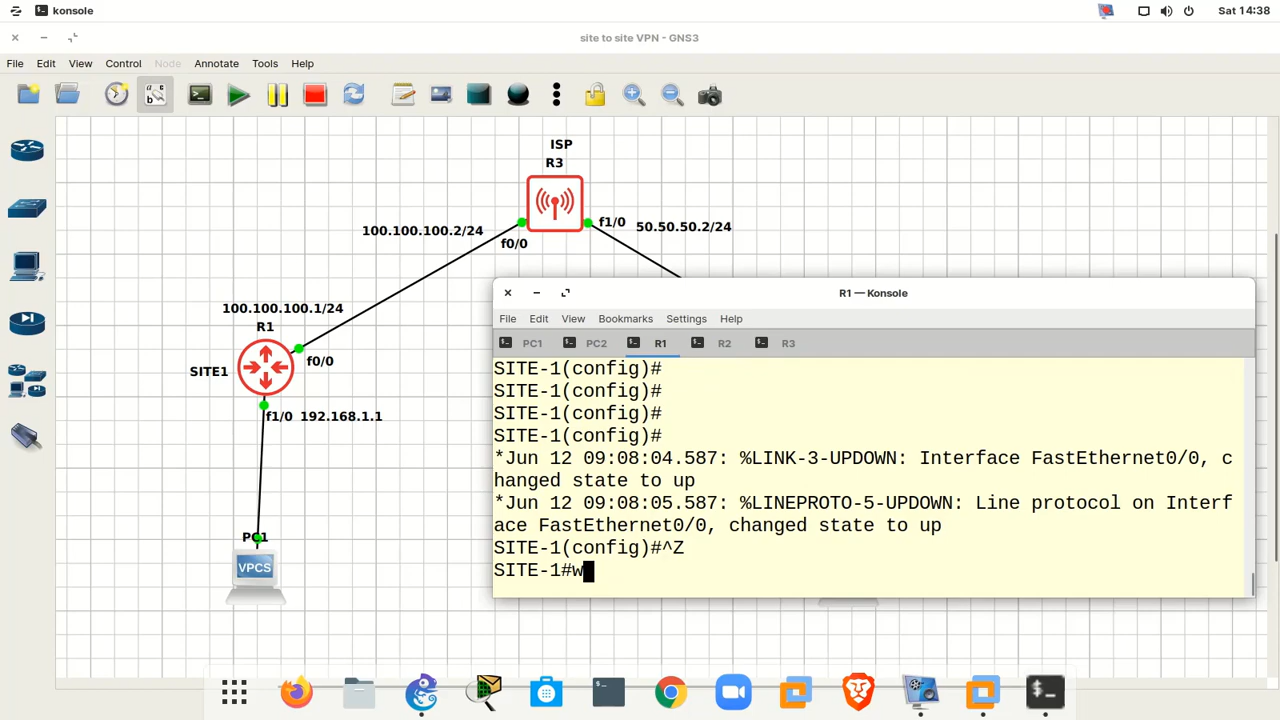 konsole
Sat 14:38
site to site VPN - GNS3
File Edit View Control Node Annotate Tools Help
ISP
R3
f1/0 50.50.50.2/24
100.100.100.2/24
f0/0
100.100.100.1/24
R1
f0/0
SITE1
f1/0 192.168.1.1
PC1
VPCS
R1 — Konsole
File Edit View Bookmarks Settings Help
PC1 PC2 R1 R2 R3
SITE-1(config)#
SITE-1(config)#
SITE-1(config)#
SITE-1(config)#
*Jun 12 09:08:04.587: %LINK-3-UPDOWN: Interface FastEthernet0/0, c
hanged state to up
*Jun 12 09:08:05.587: %LINEPROTO-5-UPDOWN: Line protocol on Interf
ace FastEthernet0/0, changed state to up
SITE-1(config)#^Z
SITE-1#w